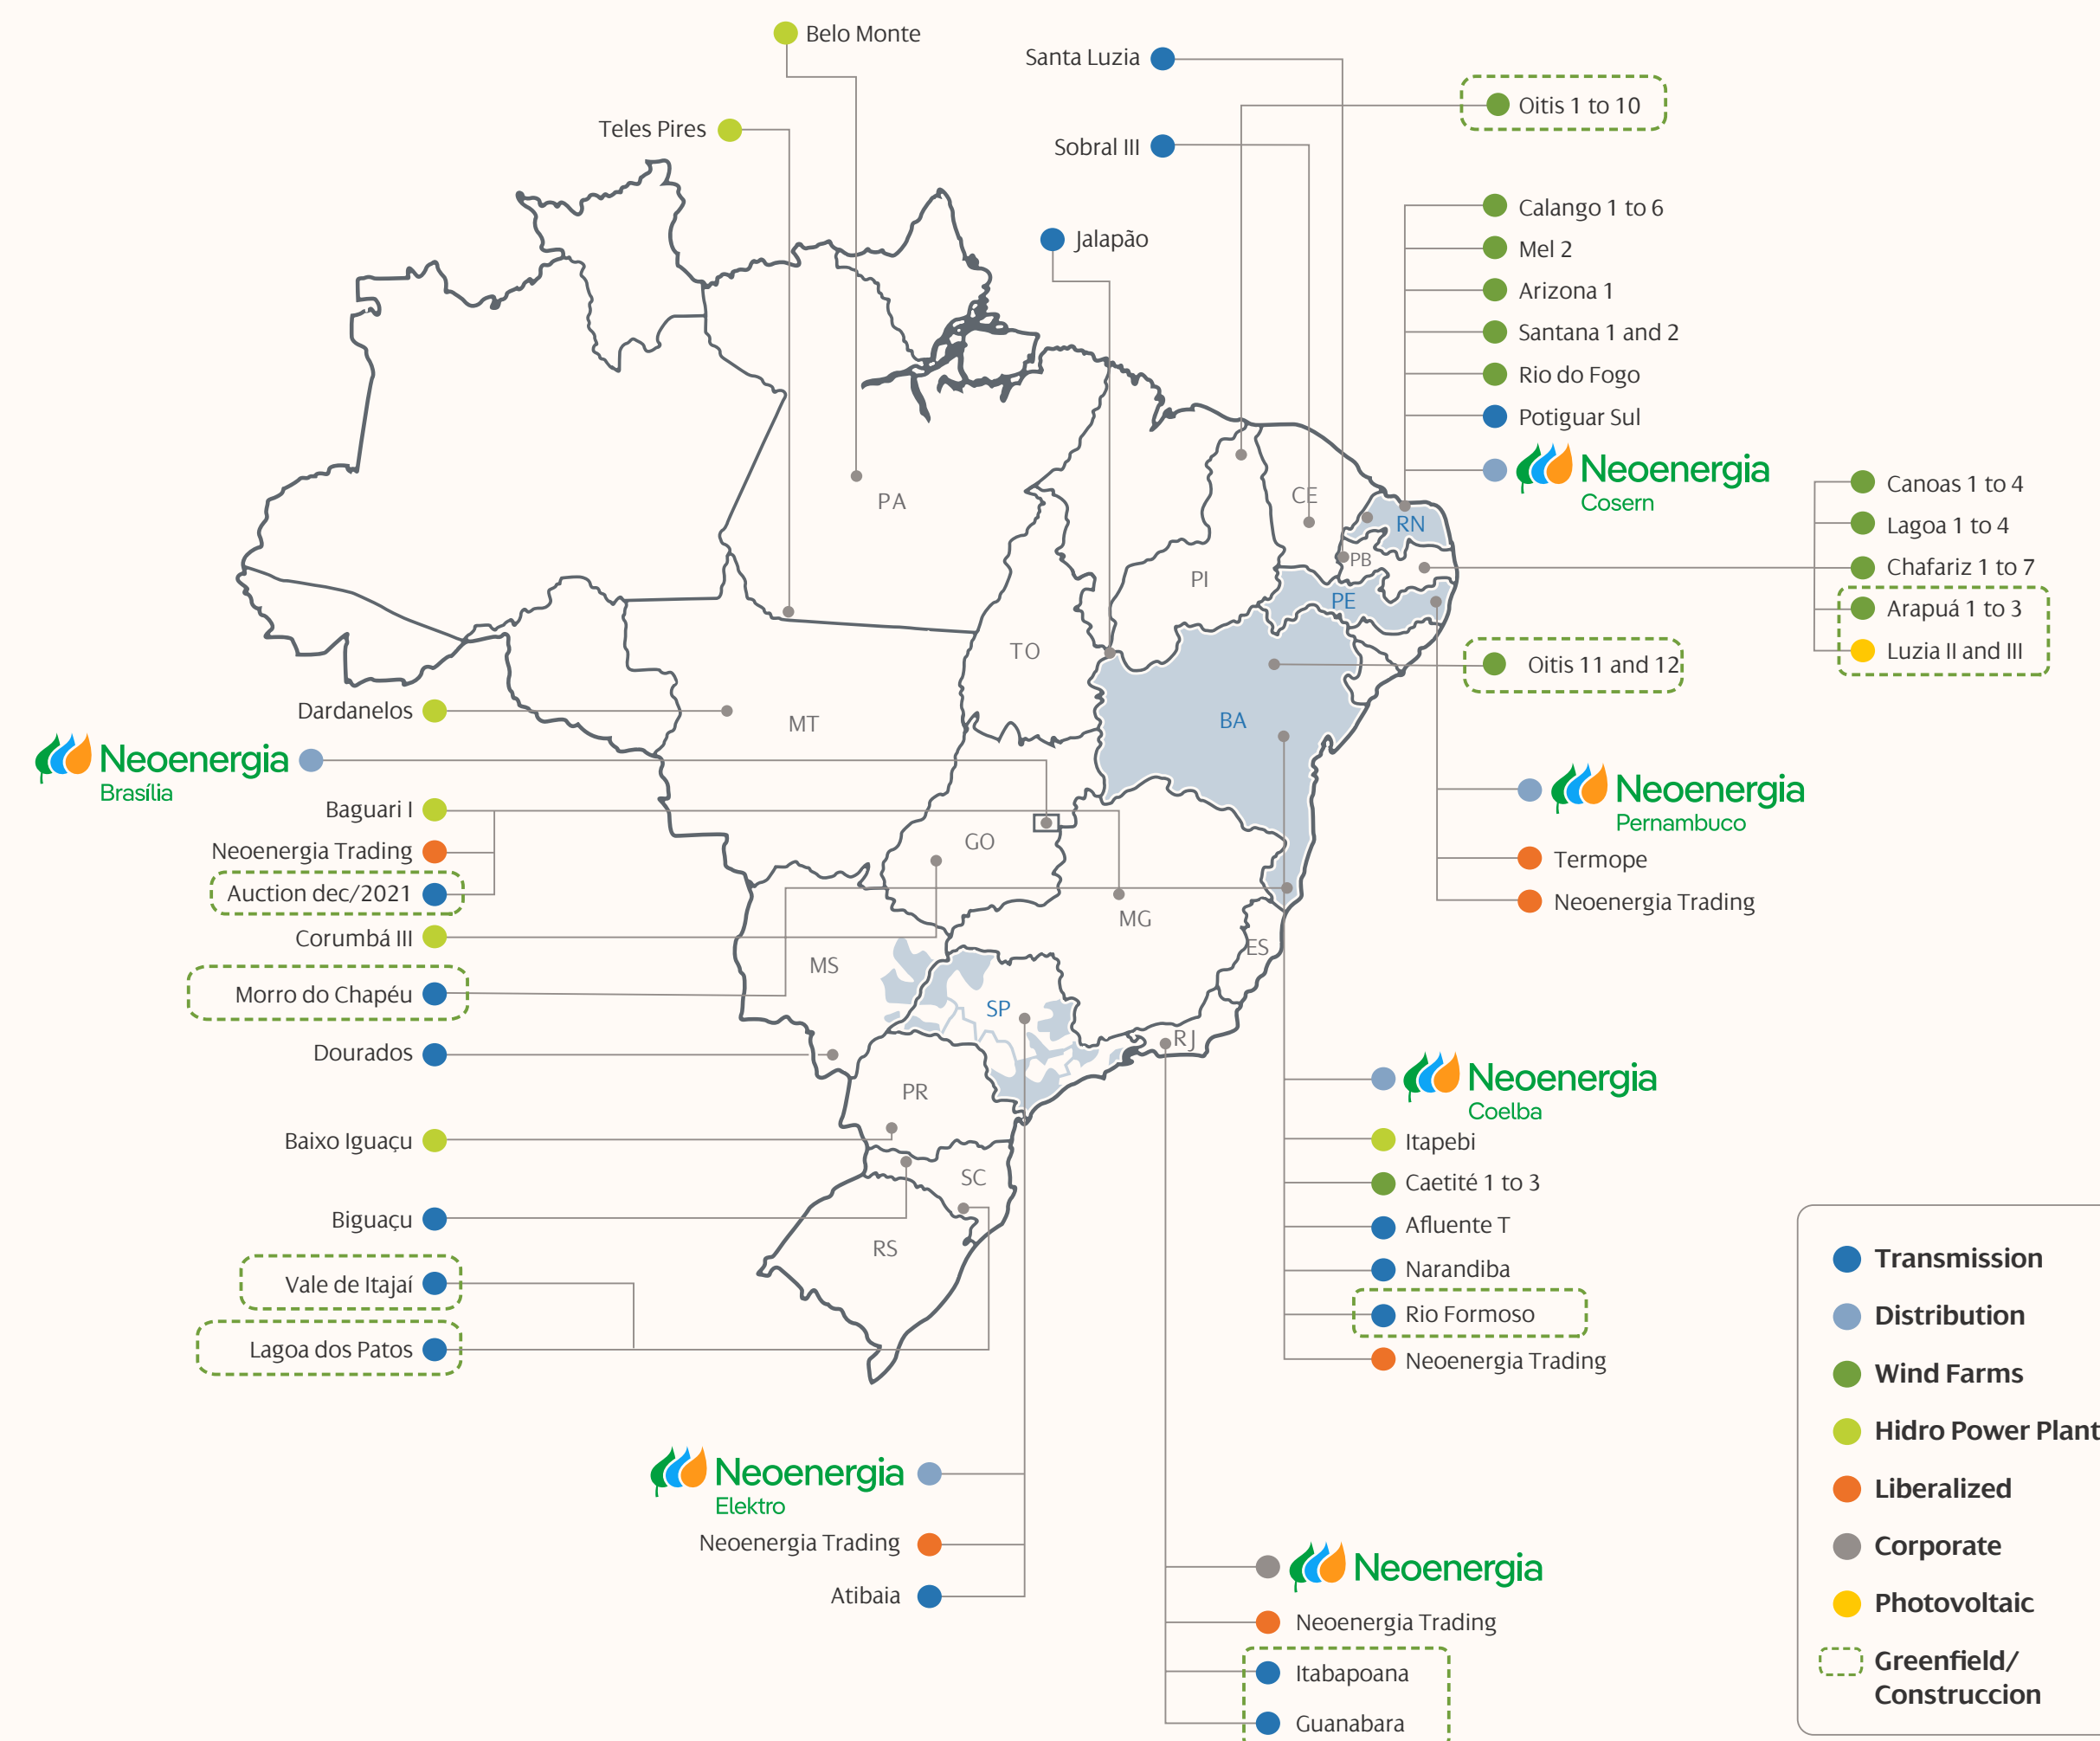 Belo Monte
Santa Luzia
Oitis 1 to 10
Teles Pires
Sobral III
Calango 1 to 6
Jalapão
Mel 2
Arizona 1
Santana 1 and 2
Rio do Fogo
Potiguar Sul
Neoenergia
Cosern
Canoas 1 to 4
Lagoa 1 to 4
Chafariz 1 to 7
Arapuá 1 to 3
Luzia II and III
PA
CE
RN
PB
PI
PE
TO
Oitis 11 and 12
Dardanelos
MT
BA
Neoenergia
Brasília
Neoenergia
Pernambuco
Termope
Neoenergia Trading
Baguari I
Neoenergia Trading
Auction dec/2021
Corumbá III
Morro do Chapéu
Dourados
GO
MG
ES
MS
SP
RJ
PR
SC
RS
Baixo Iguaçu
Biguaçu
Vale de Itajaí
Lagoa dos Patos
Neoenergia
Coelba
Itapebi
Caetité 1 to 3
Afluente T
Narandiba
Rio Formoso
Neoenergia Trading
Neoenergia
Elektro
Neoenergia Trading
Atibaia
Neoenergia
Neoenergia Trading
Itabapoana
Guanabara
Transmission
Distribution
Wind Farms
Hidro Power Plant
Liberalized
Corporate
Photovoltaic
Greenfield/
Construccion